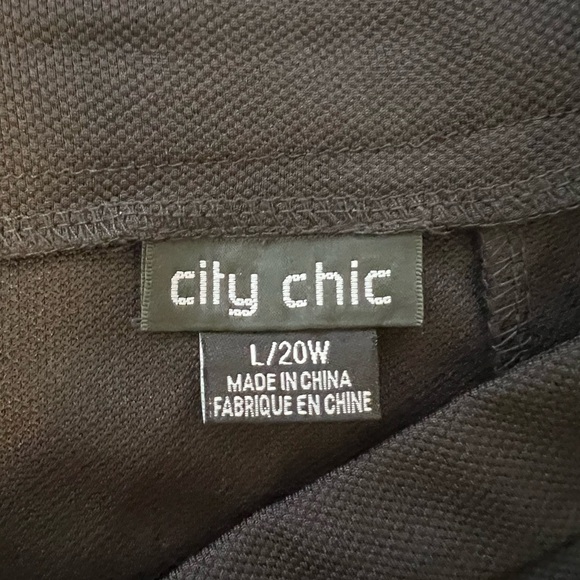 city chic
L/20W
MADE IN CHINA
FABRIQUE EN CHINE